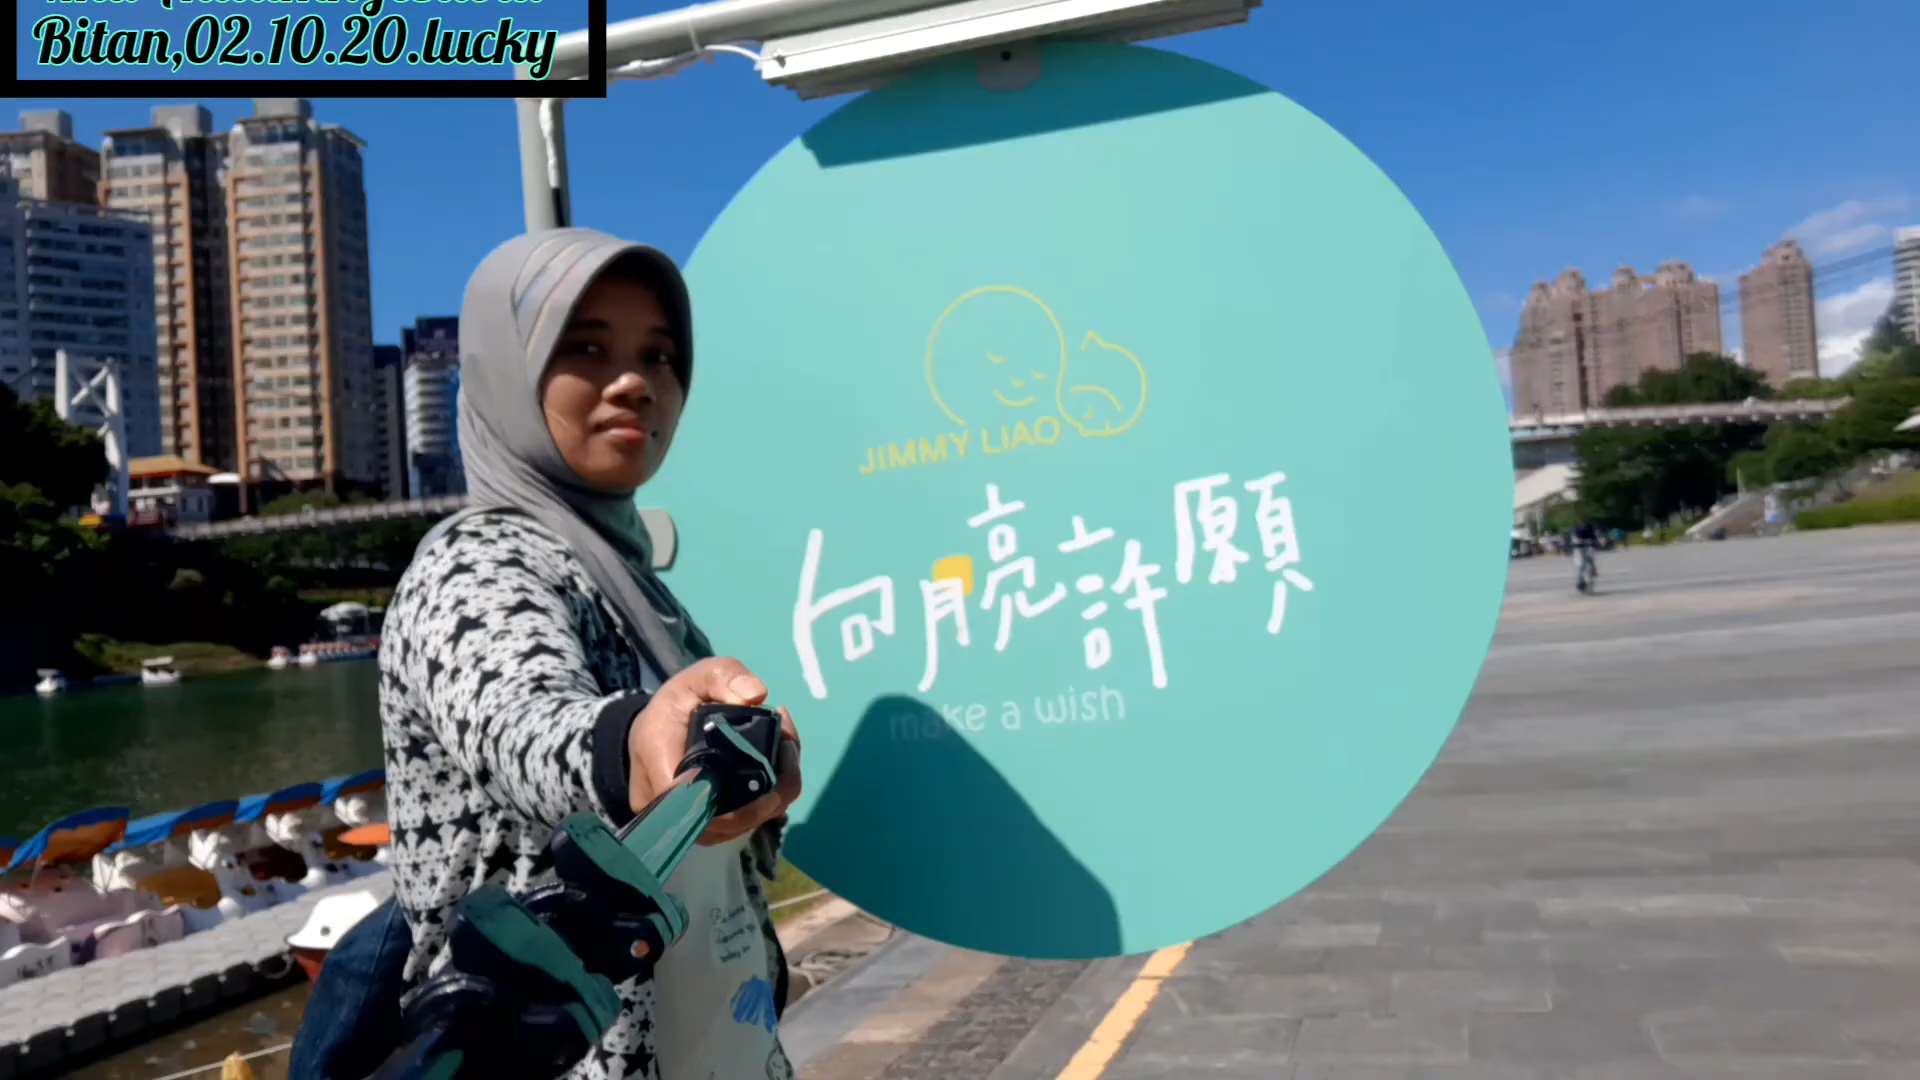 Bitan,02.10.20.lucky
JIMMY LIAO
向月亮許願
make a wish